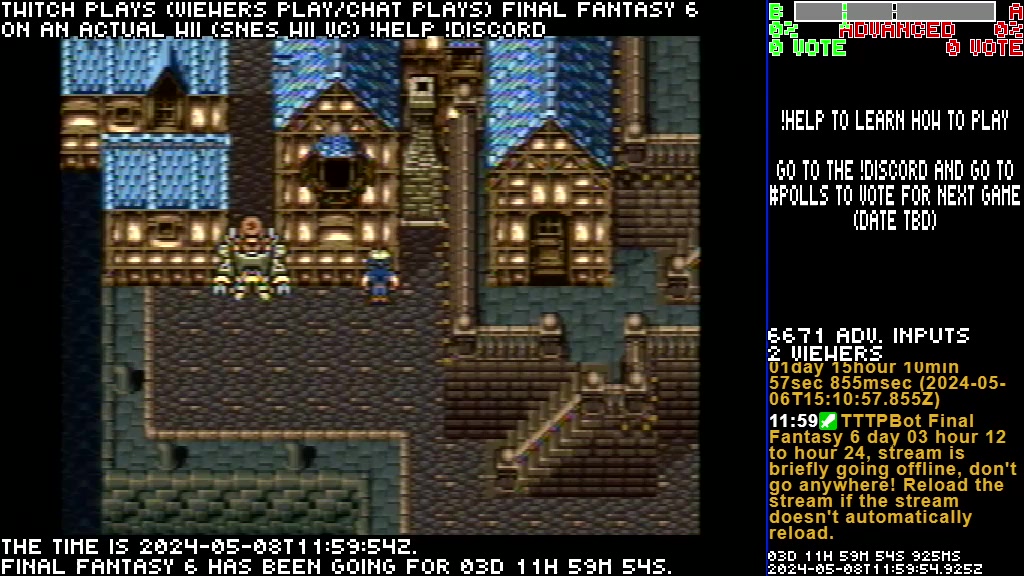 TWITCH PLAYS (VIEWERS PLAY/CHAT PLAYS) FINAL FANTASY 6
ON AN ACTUAL WII (SNES WII VC) !HELP !DISCORD
B
A
0%
ADVANCED
0%
0 VOTE
0 VOTE
!HELP TO LEARN HOW TO PLAY
GO TO THE !DISCORD AND GO TO
#POLLS TO VOTE FOR NEXT GAME
(DATE TBD)
6671 ADV. INPUTS
2 VIEWERS
01day 15hour 10min
57sec 855msec (2024-05-
06T15:10:57.855Z)
11:59 TTTPBot Final
Fantasy 6 day 03 hour 12
to hour 24, stream is
briefly going offline, don't
go anywhere! Reload the
stream if the stream
doesn't automatically
reload.
THE TIME IS 2024-05-08T11:59:54Z.
FINAL FANTASY 6 HAS BEEN GOING FOR 03D 11H 59M 54S.
03D 11H 59M 54S 925MS
2024-05-08T11:59:54.925Z